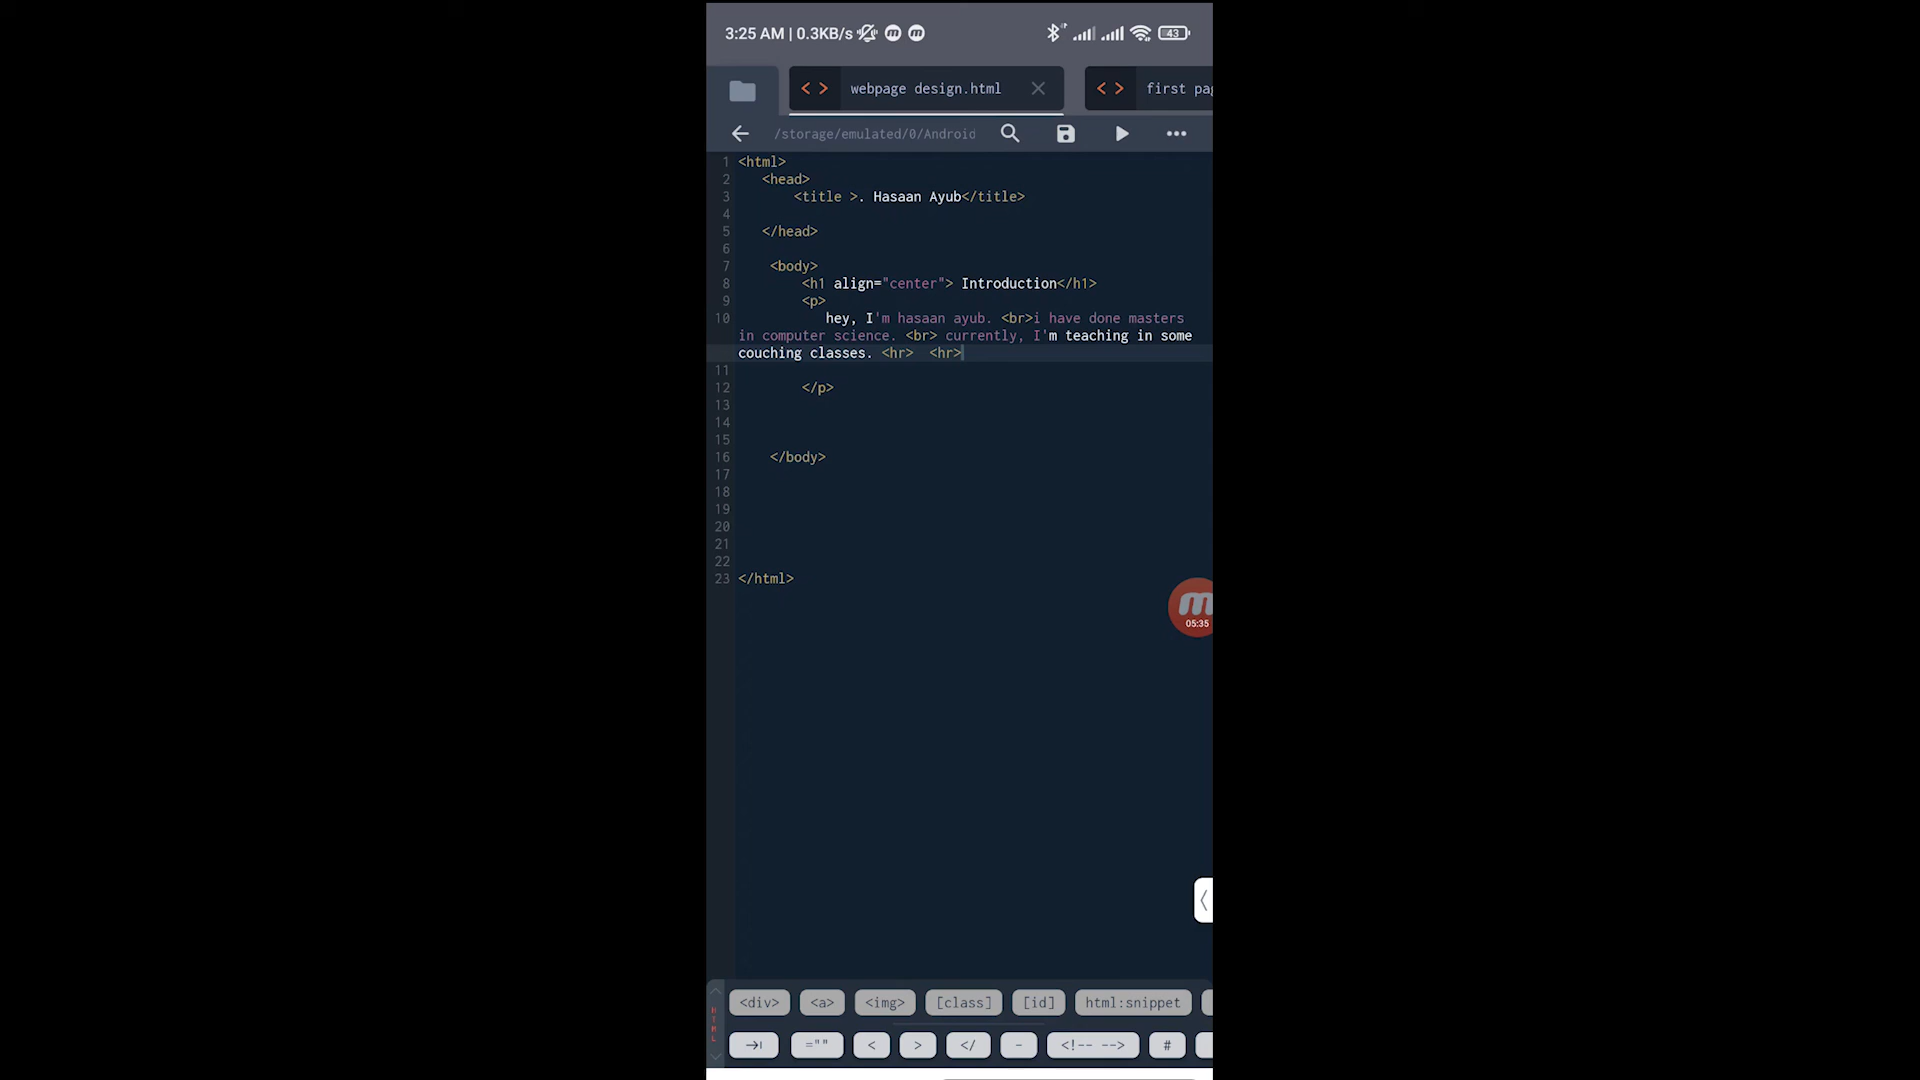 3:25 AM | 0.3KB/s 43
webpage design.html
/storage/emulated/0/Android
1 <html>
2 <head>
3 <title >. Hasaan Ayub</title>
4
5 </head>
6
7 <body>
8 <h1 align="center"> Introduction</h1>
9 <p>
10 hey, I'm hasaan ayub. <br>i have done masters
in computer science. <br> currently, I'm teaching in some
couching classes. <hr>  <hr>
11
12 </p>
13
14
15
16 </body>
17
18
19
20
21
22
23 </html>
05:35
<div> <a> <img> [class] [id] html:snippet
HTML
="" < > </ - <!-- --> #